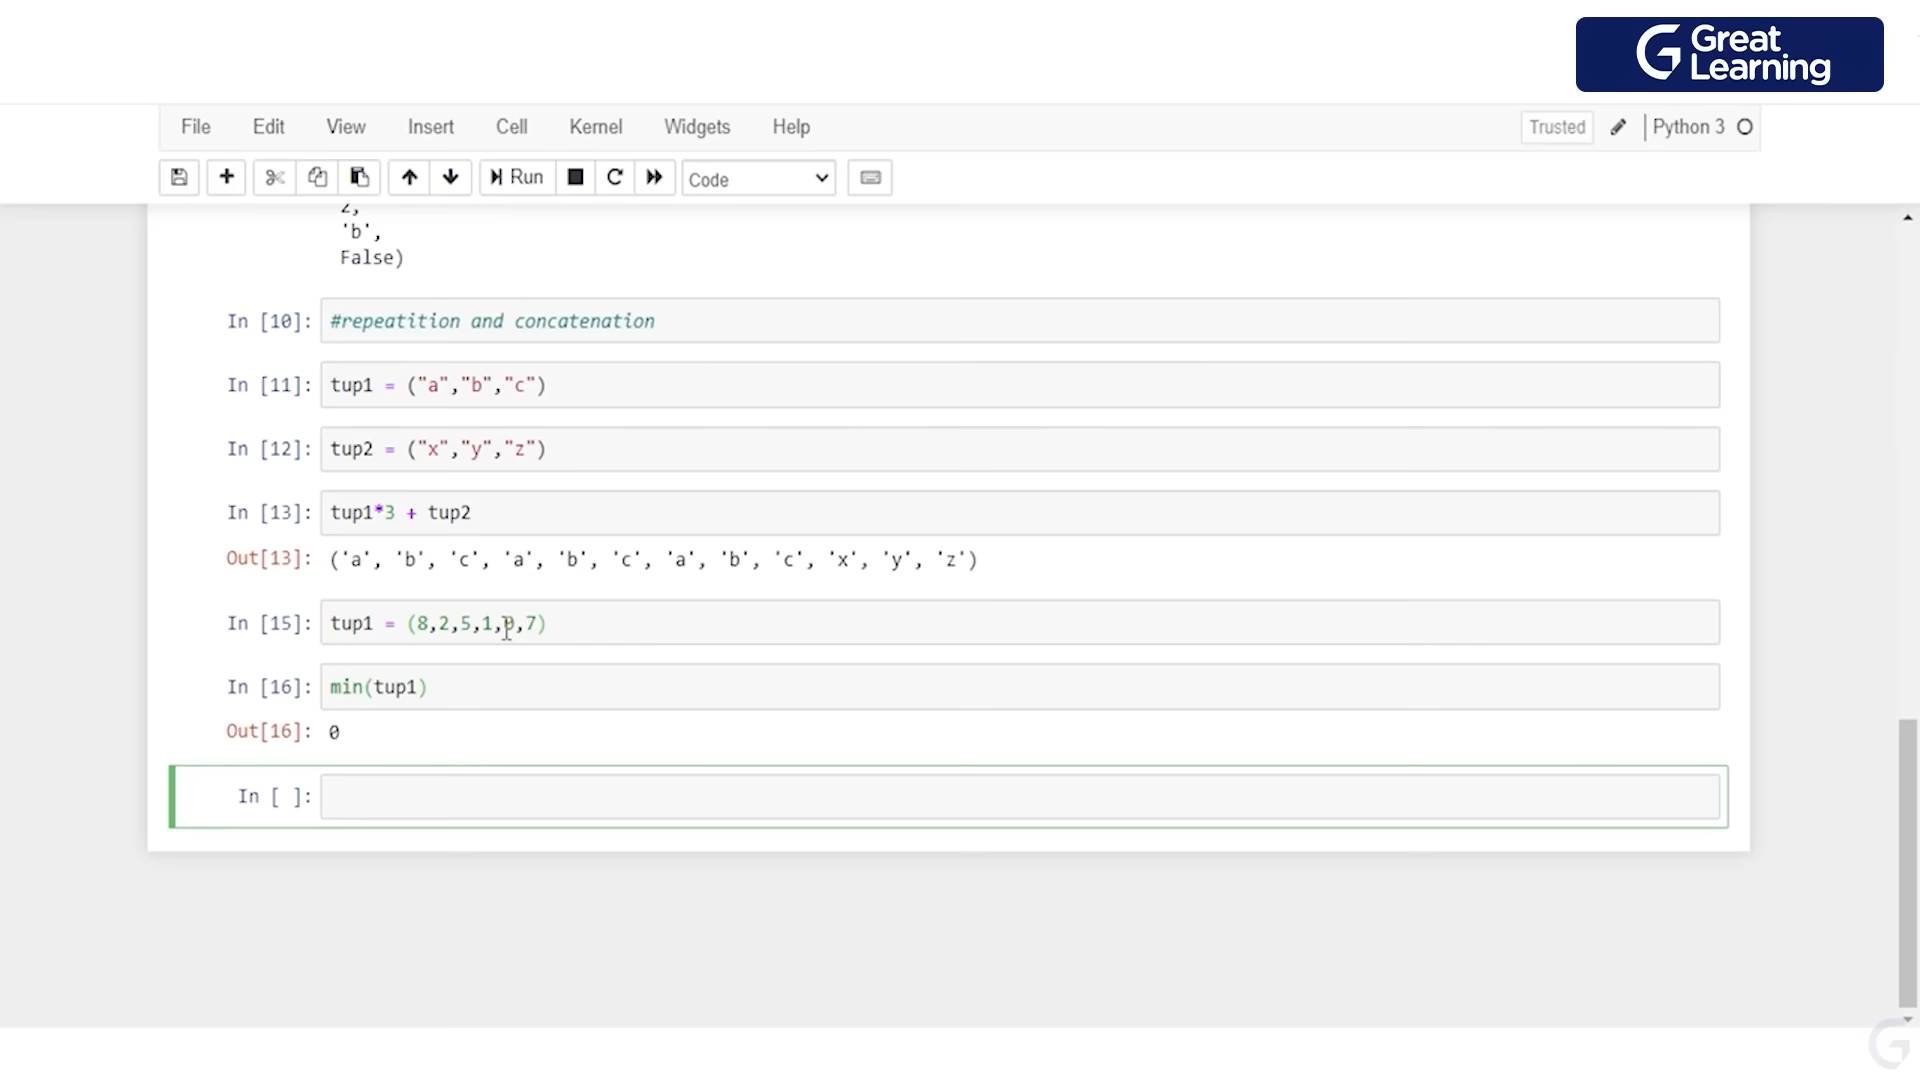 Great
Learning
File Edit View Insert Cell Kernel Widgets Help Trusted Python 3
Run Code
2,
'b',
False)
In [10]: #repeatition and concatenation
In [11]: tup1 = ("a","b","c")
In [12]: tup2 = ("x","y","z")
In [13]: tup1*3 + tup2
Out[13]: ('a', 'b', 'c', 'a', 'b', 'c', 'a', 'b', 'c', 'x', 'y', 'z')
In [15]: tup1 = (8,2,5,1,0,7)
In [16]: min(tup1)
Out[16]: 0
In [ ]: